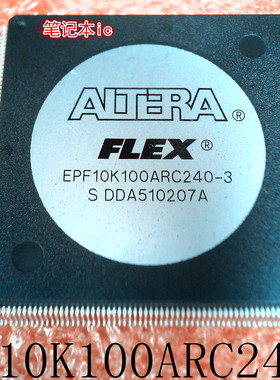 笔记本ic
ALTERA®
FLEX®
EPF10K100ARC240-3
S DDA510207A
10K100ARC24